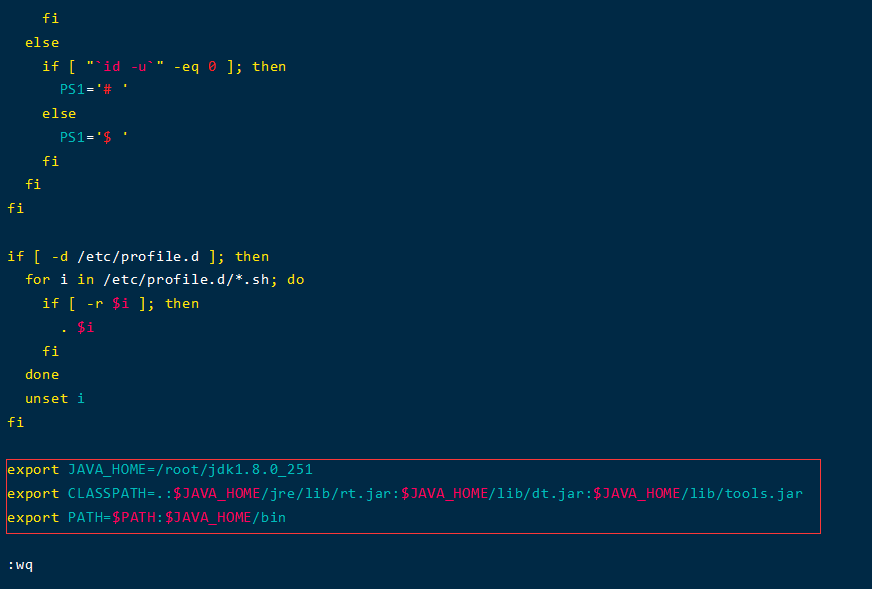 fi
  else
    if [ "`id -u`" -eq 0 ]; then
      PS1='# '
    else
      PS1='$ '
    fi
  fi
fi

if [ -d /etc/profile.d ]; then
  for i in /etc/profile.d/*.sh; do
    if [ -r $i ]; then
      . $i
    fi
  done
  unset i
fi

export JAVA_HOME=/root/jdk1.8.0_251
export CLASSPATH=.:$JAVA_HOME/jre/lib/rt.jar:$JAVA_HOME/lib/dt.jar:$JAVA_HOME/lib/tools.jar
export PATH=$PATH:$JAVA_HOME/bin

:wq